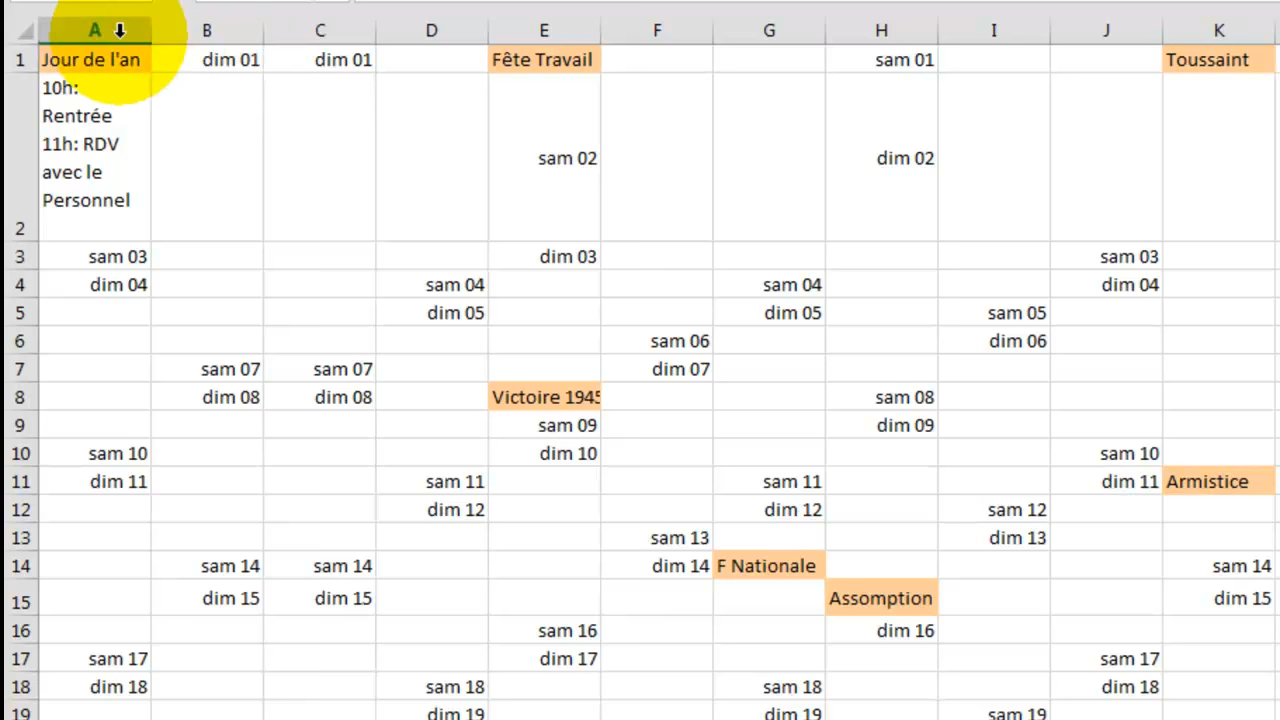 A B C D E F G H I J K
1 Jour de l'an dim 01 dim 01 Fête Travail sam 01 Toussaint
10h:
Rentrée
11h: RDV
avec le
Personnel
sam 02 dim 02
2
3 sam 03 dim 03 sam 03
4 dim 04 sam 04 sam 04 dim 04
5 dim 05 dim 05 sam 05
6 sam 06 dim 06
7 sam 07 sam 07 dim 07
8 dim 08 dim 08 Victoire 1945 sam 08
9 sam 09 dim 09
10 sam 10 dim 10 sam 10
11 dim 11 sam 11 sam 11 dim 11 Armistice
12 dim 12 dim 12 sam 12
13 sam 13 dim 13
14 sam 14 sam 14 dim 14 F Nationale sam 14
15 dim 15 dim 15 Assomption dim 15
16 sam 16 dim 16
17 sam 17 dim 17 sam 17
18 dim 18 sam 18 sam 18 dim 18
19 dim 19 dim 19 sam 19